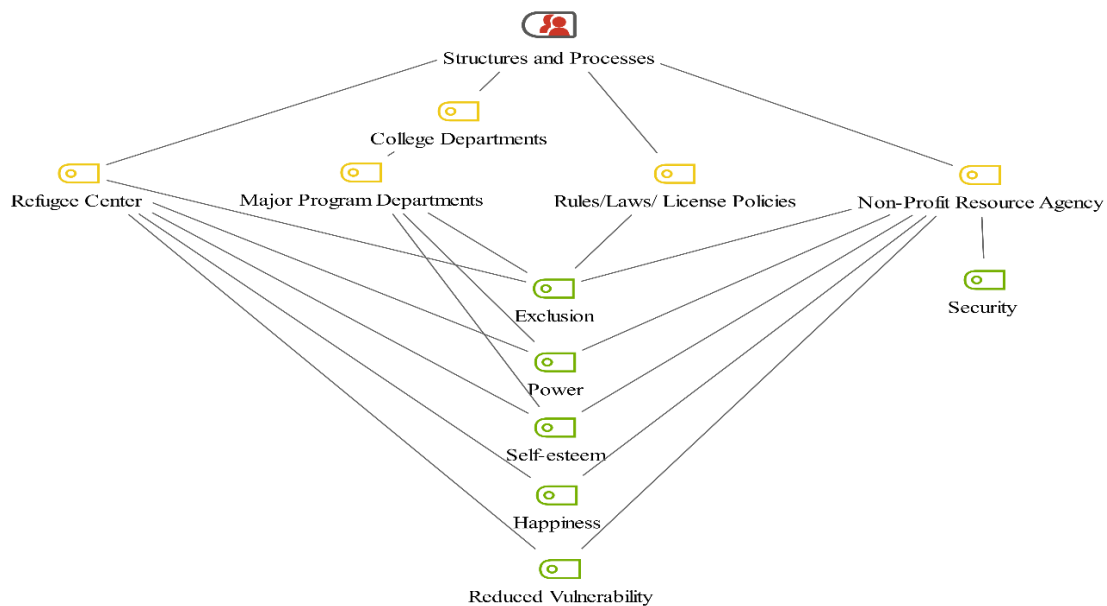 Structures and Processes
College Departments
Refugee Center
Major Program Departments
Rules/Laws/ License Policies
Non-Profit Resource Agency
Exclusion
Security
Power
Self-esteem
Happiness
Reduced Vulnerability